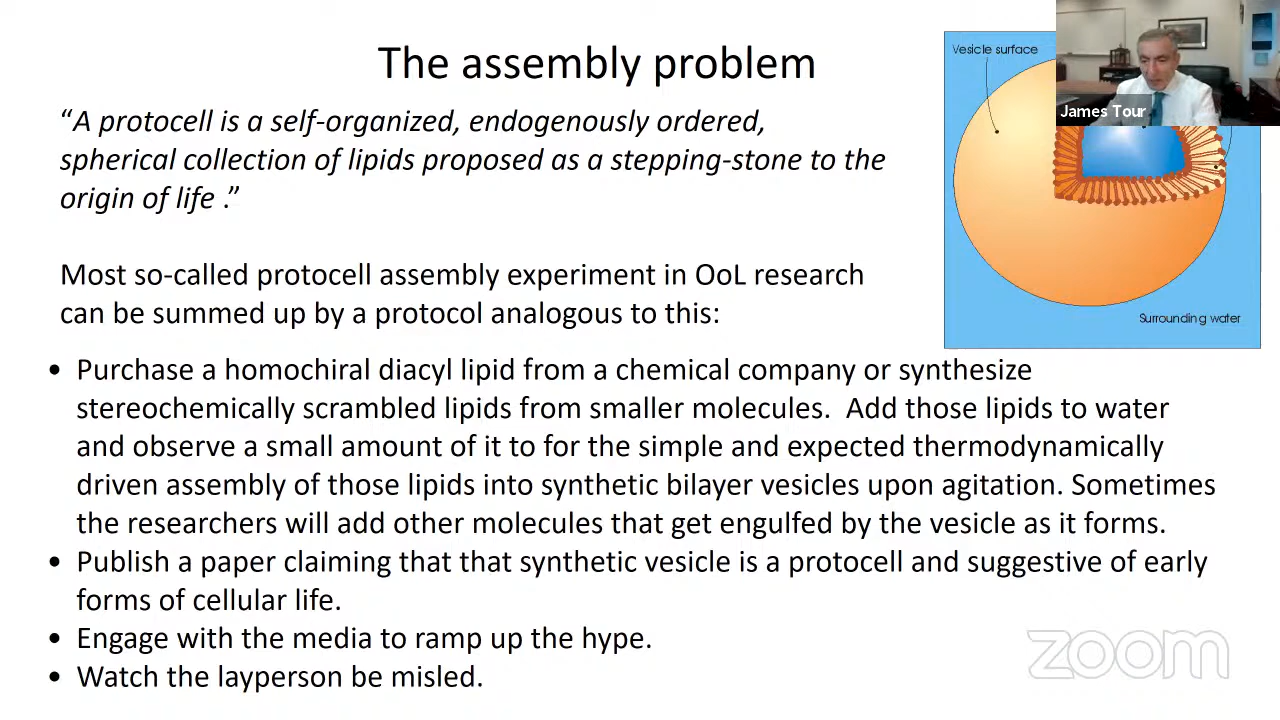 The assembly problem
“A protocell is a self-organized, endogenously ordered,
spherical collection of lipids proposed as a stepping-stone to the
origin of life .”
Vesicle surface
James Tour
Surrounding water
Most so-called protocell assembly experiment in OoL research
can be summed up by a protocol analogous to this:
• Purchase a homochiral diacyl lipid from a chemical company or synthesize
stereochemically scrambled lipids from smaller molecules.  Add those lipids to water
and observe a small amount of it to for the simple and expected thermodynamically
driven assembly of those lipids into synthetic bilayer vesicles upon agitation. Sometimes
the researchers will add other molecules that get engulfed by the vesicle as it forms.
• Publish a paper claiming that that synthetic vesicle is a protocell and suggestive of early
forms of cellular life.
• Engage with the media to ramp up the hype.
• Watch the layperson be misled.
zoom